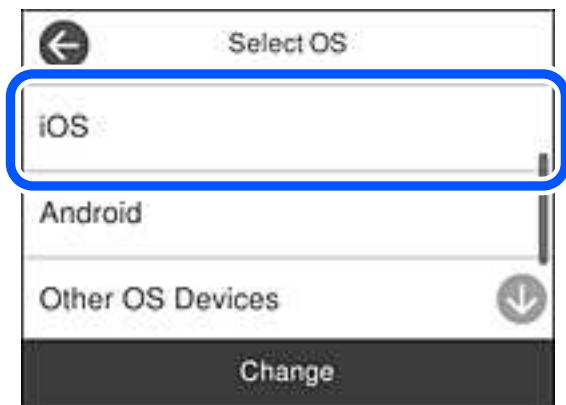 Select OS
iOS
Android
Other OS Devices
Change